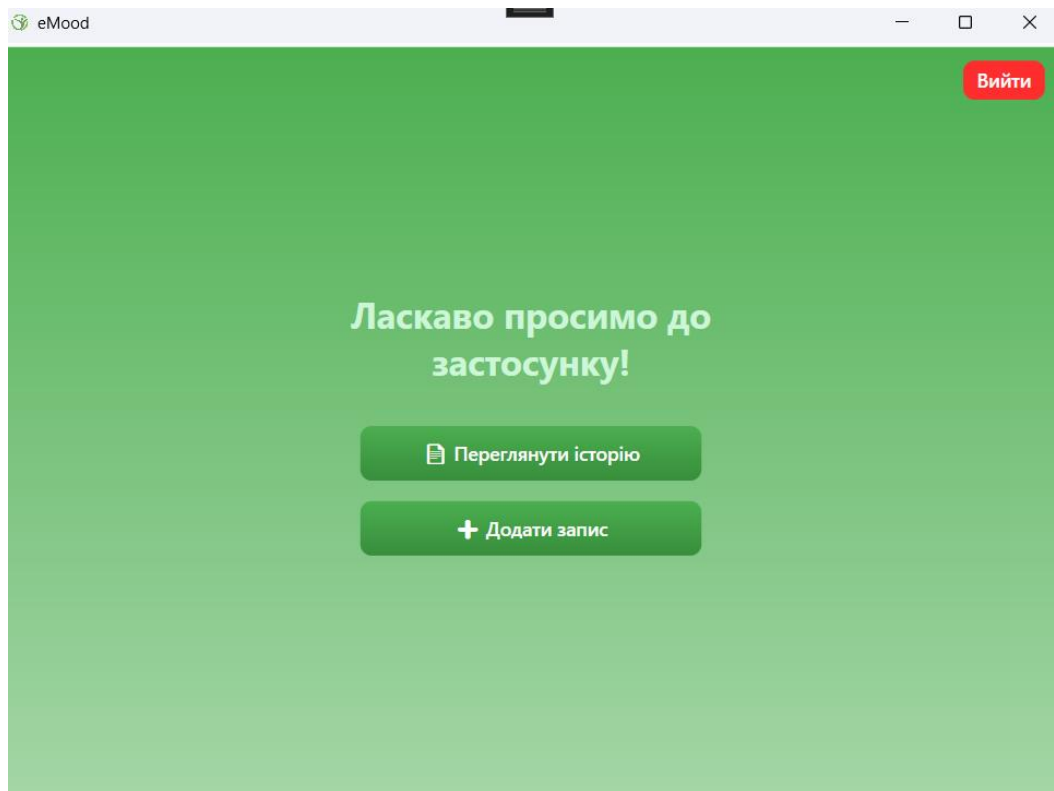 eMood
Вийти
Ласкаво просимо до
застосунку!
Переглянути історію
Додати запис